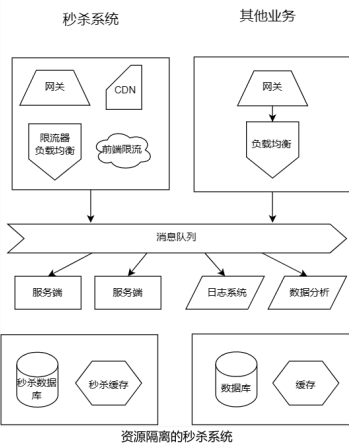 秒杀系统
其他业务
网关
CDN
限流器
负载均衡
前端限流
网关
负载均衡
消息队列
服务端
服务端
日志系统
数据分析
秒杀数据
库
秒杀缓存
数据库
缓存
资源隔离的秒杀系统